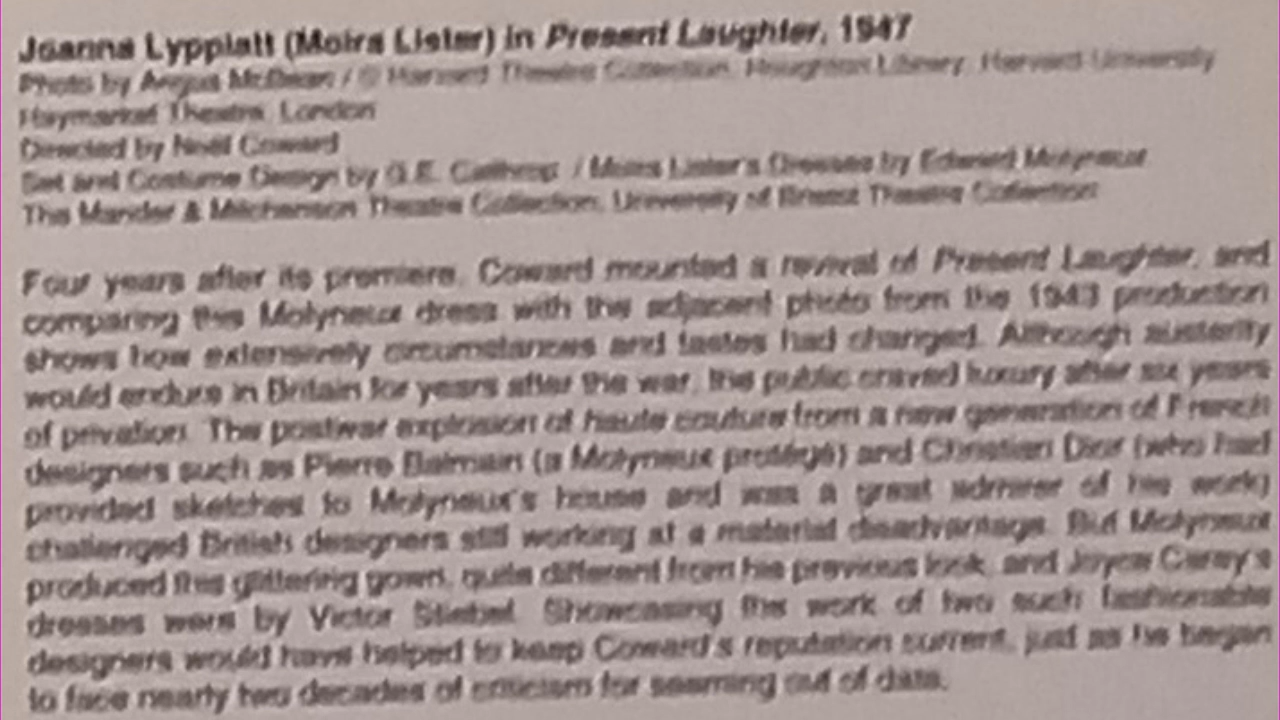 Joanna Lyppiatt (Moira Lister) in Present Laughter, 1947
Photo by Angus McBean / © Harvard Theatre Collection, Houghton Library, Harvard University
Haymarket Theatre, London
Directed by Noël Coward
Set and Costume Design by G.E. Calthrop / Moira Lister's Dresses by Edward Molyneux
The Mander & Mitchenson Theatre Collection, University of Bristol Theatre Collection
Four years after its premiere, Coward mounted a revival of Present Laughter, and
comparing this Molyneux dress with the adjacent photo from the 1943 production
shows how extensively circumstances and tastes had changed. Although austerity
would endure in Britain for years after the war, the public craved luxury after six years
of privation. The postwar explosion of haute couture from a new generation of French
designers such as Pierre Balmain (a Molyneux protégé) and Christian Dior (who had
provided sketches to Molyneux's house and was a great admirer of his work)
challenged British designers still working at a material disadvantage. But Molyneux
produced this glittering gown, quite different from his previous look, and Joyce Carey's
dresses were by Victor Stiebel. Showcasing the work of two such fashionable
designers would have helped to keep Coward's reputation current, just as he began
to face nearly two decades of criticism for seeming out of date.